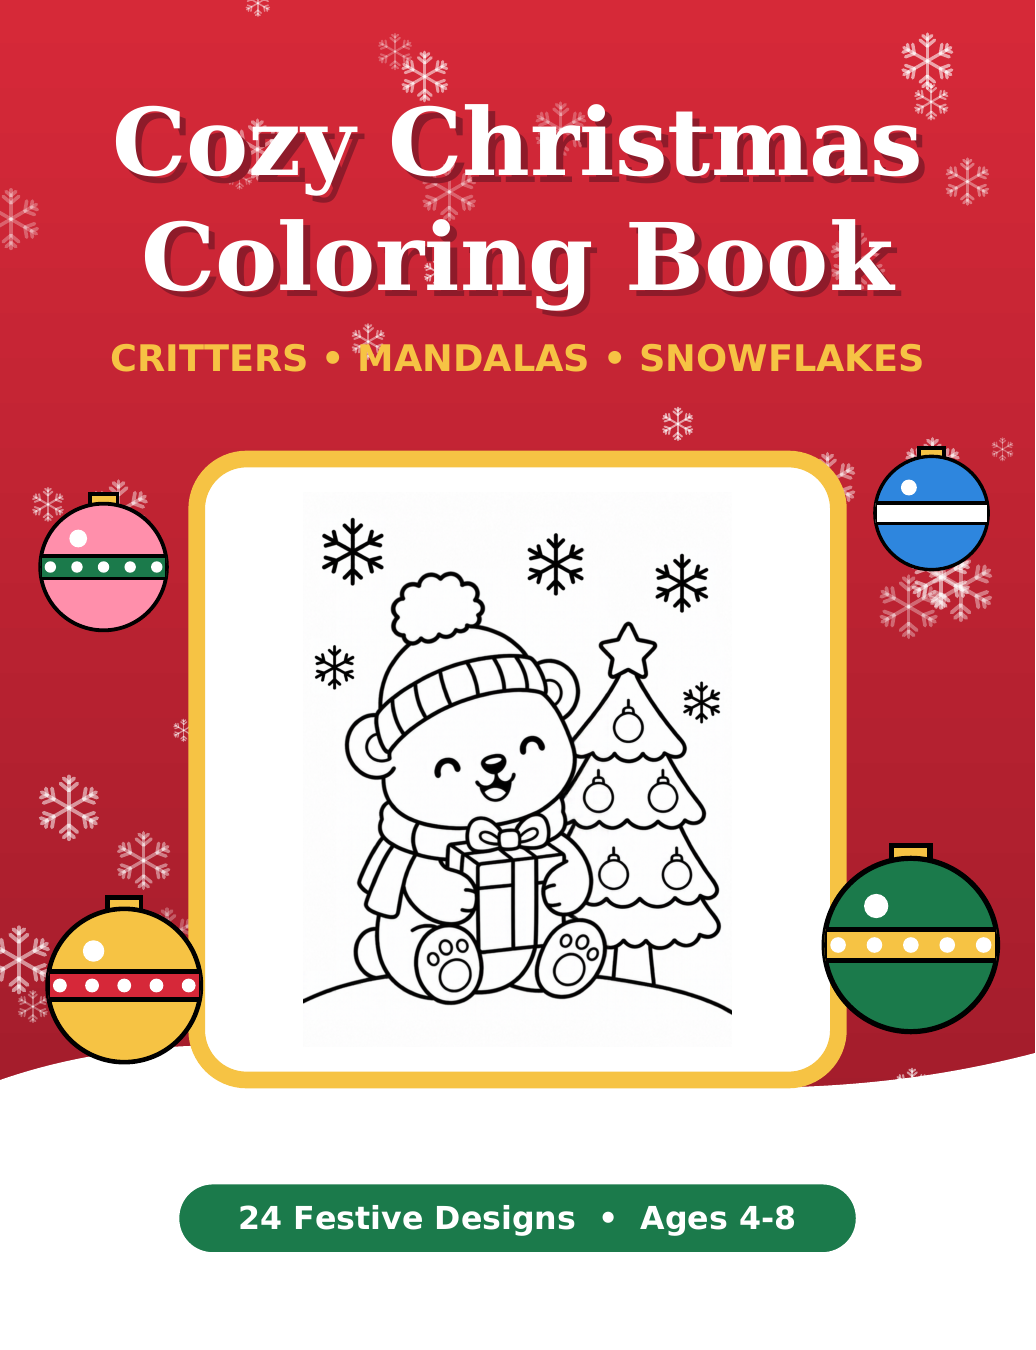 Cozy Christmas
Coloring Book
CRITTERS • MANDALAS • SNOWFLAKES
24 Festive Designs • Ages 4-8